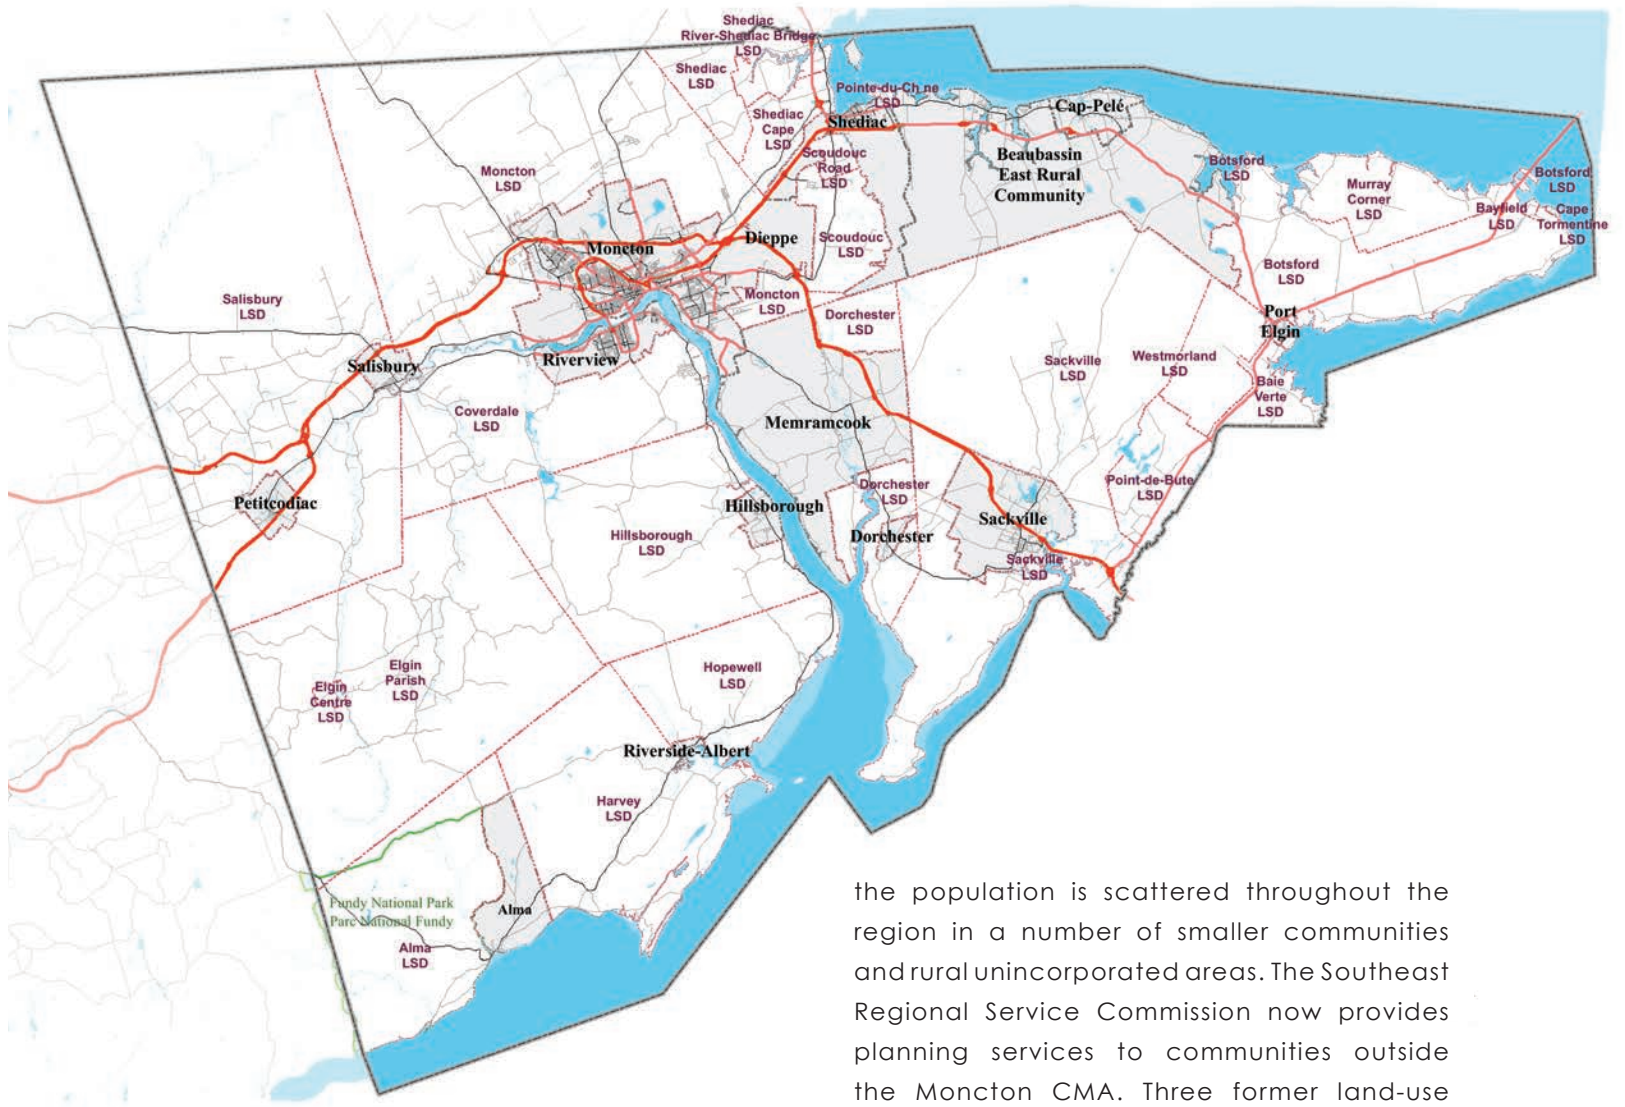 Shediac
River-Shediac Bridge
LSD
Shediac
LSD
Pointe-du-Ch ne
LSD
Shediac
Cap-Pelé
Shediac
Cape
LSD
Scoudouc
Road
LSD
Beaubassin
East Rural
Community
Botsford
LSD
Murray
Corner
LSD
Botsford
LSD
Bayfield
LSD
Cape
Tormentine
LSD
Moncton
LSD
Moncton
Dieppe
Scoudouc
LSD
Botsford
LSD
Salisbury
LSD
Moncton
LSD
Dorchester
LSD
Port
Elgin
Salisbury
Riverview
Sackville
LSD
Westmorland
LSD
Baie
Verte
LSD
Coverdale
LSD
Memramcook
Petitcodiac
Hillsborough
Dorchester
LSD
Point-de-Bute
LSD
Hillsborough
LSD
Dorchester
Sackville
Sackville
LSD
Elgin
Centre
LSD
Elgin
Parish
LSD
Hopewell
LSD
Riverside-Albert
Harvey
LSD
Fundy National Park
Parc National Fundy
Alma
Alma
LSD
the population is scattered throughout the
region in a number of smaller communities
and rural unincorporated areas. The Southeast
Regional Service Commission now provides
planning services to communities outside
the Moncton CMA. Three former land-use